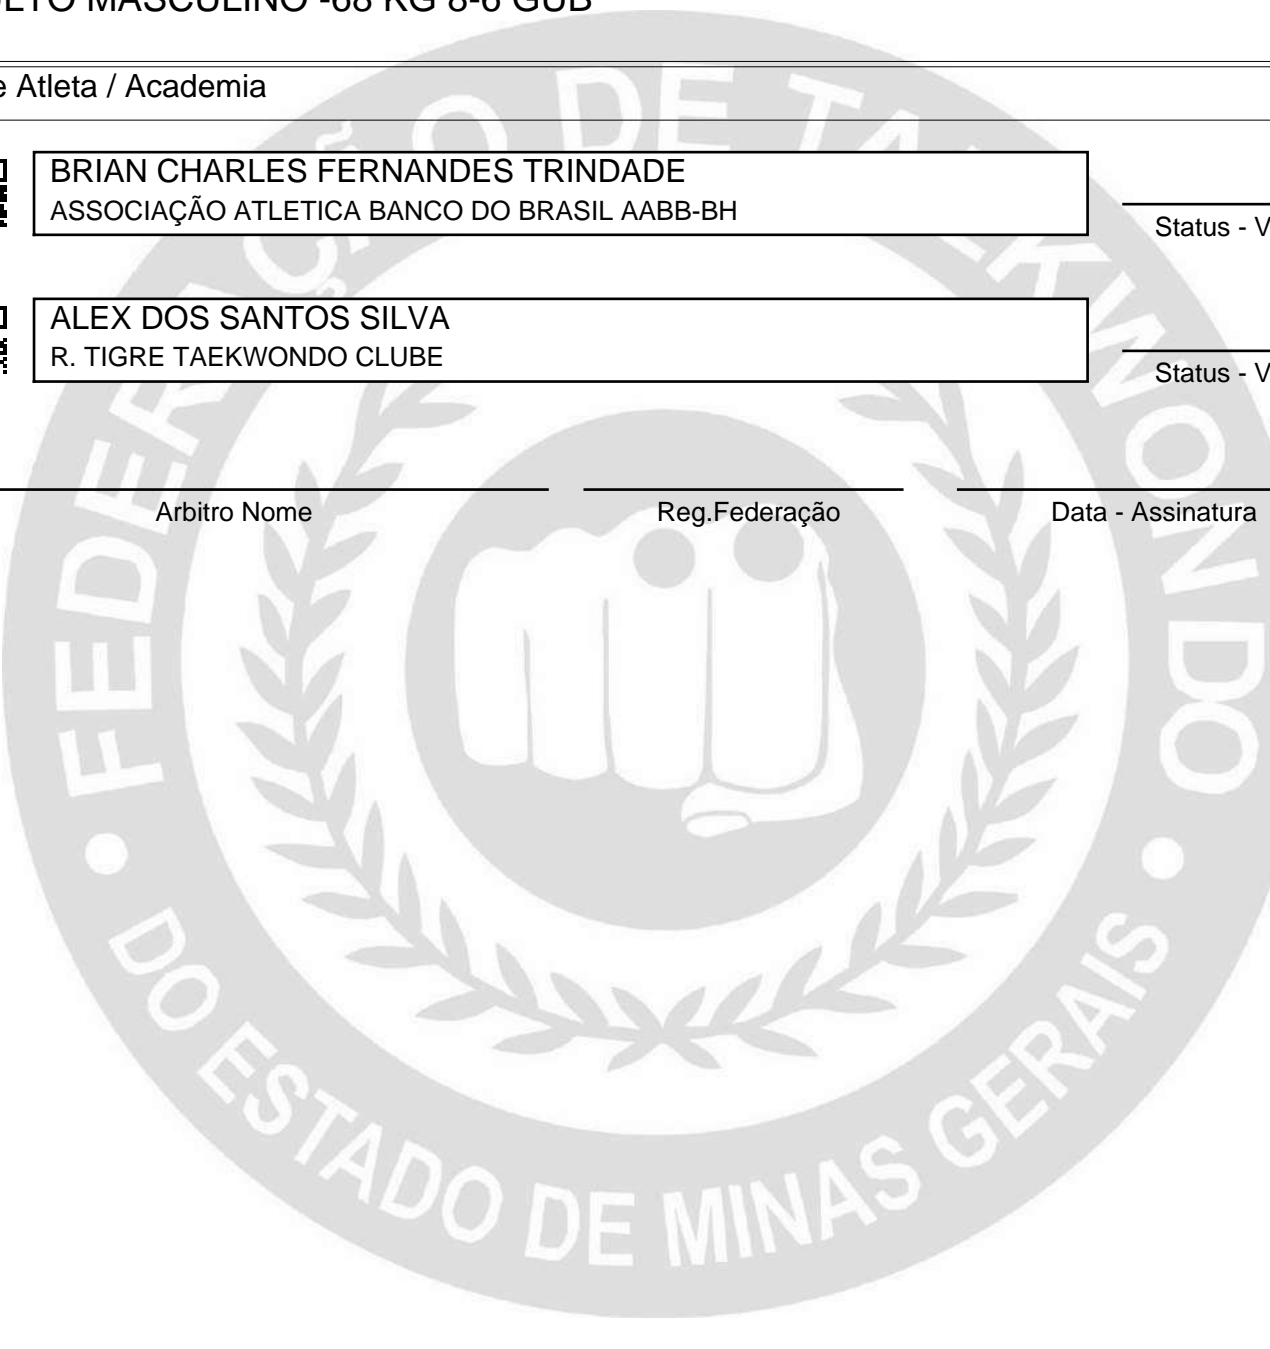 MASCULINO -68 KG 8-6 GUB
Atleta / Academia
BRIAN CHARLES FERNANDES TRINDADE
ASSOCIAÇÃO ATLETICA BANCO DO BRASIL AABB-BH
Status - V
ALEX DOS SANTOS SILVA
R. TIGRE TAEKWONDO CLUBE
Status - V
Arbitro Nome
Reg.Federação
Data - Assinatura
FEDERAÇÃO DE TAEKWONDO
DO ESTADO DE MINAS GERAIS